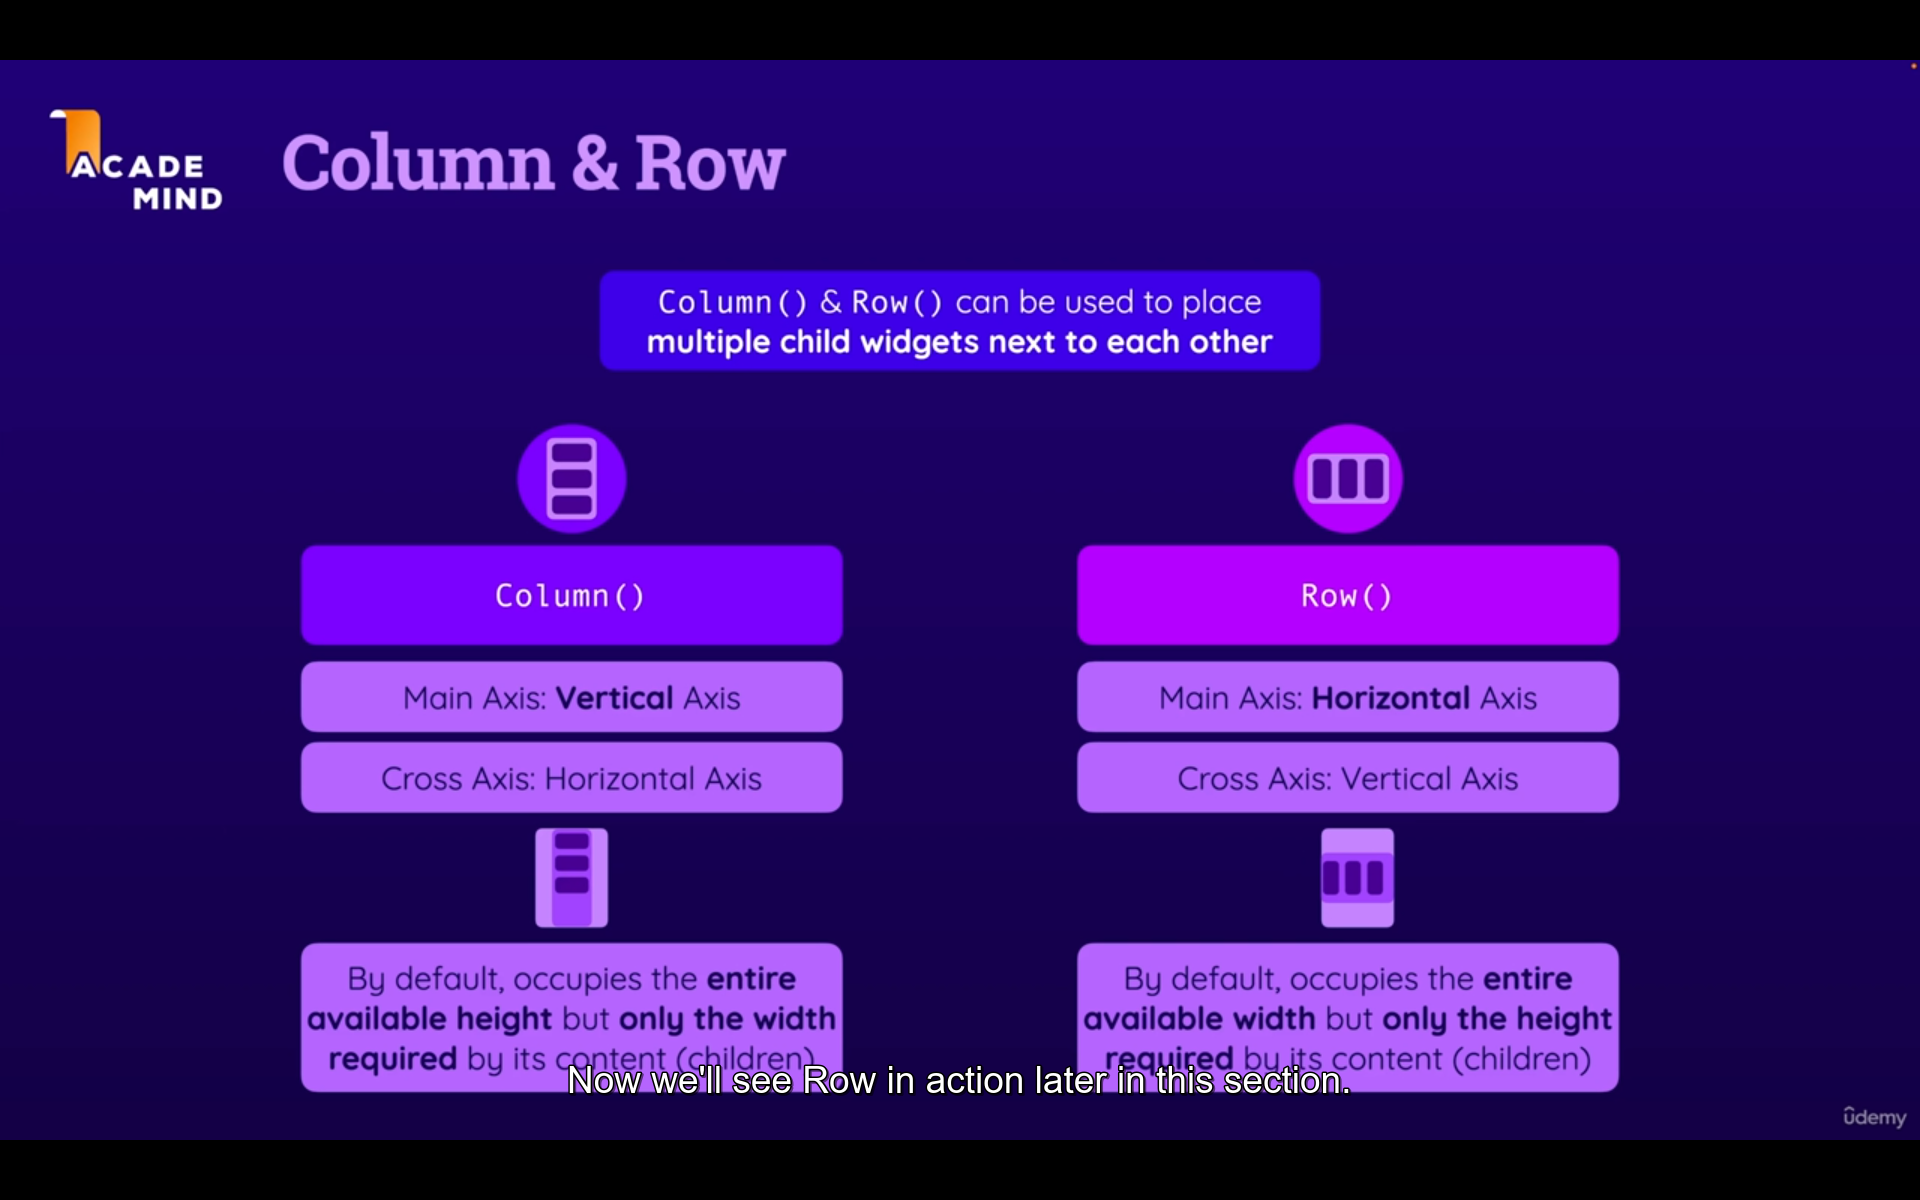 ACADE
MIND
Column & Row
Column() & Row() can be used to place
multiple child widgets next to each other
Column()
Main Axis: Vertical Axis
Cross Axis: Horizontal Axis
By default, occupies the entire
available height but only the width
required by its content (children)
Row()
Main Axis: Horizontal Axis
Cross Axis: Vertical Axis
By default, occupies the entire
available width but only the height
required by its content (children)
Now we'll see Row in action later in this section.
ûdemy